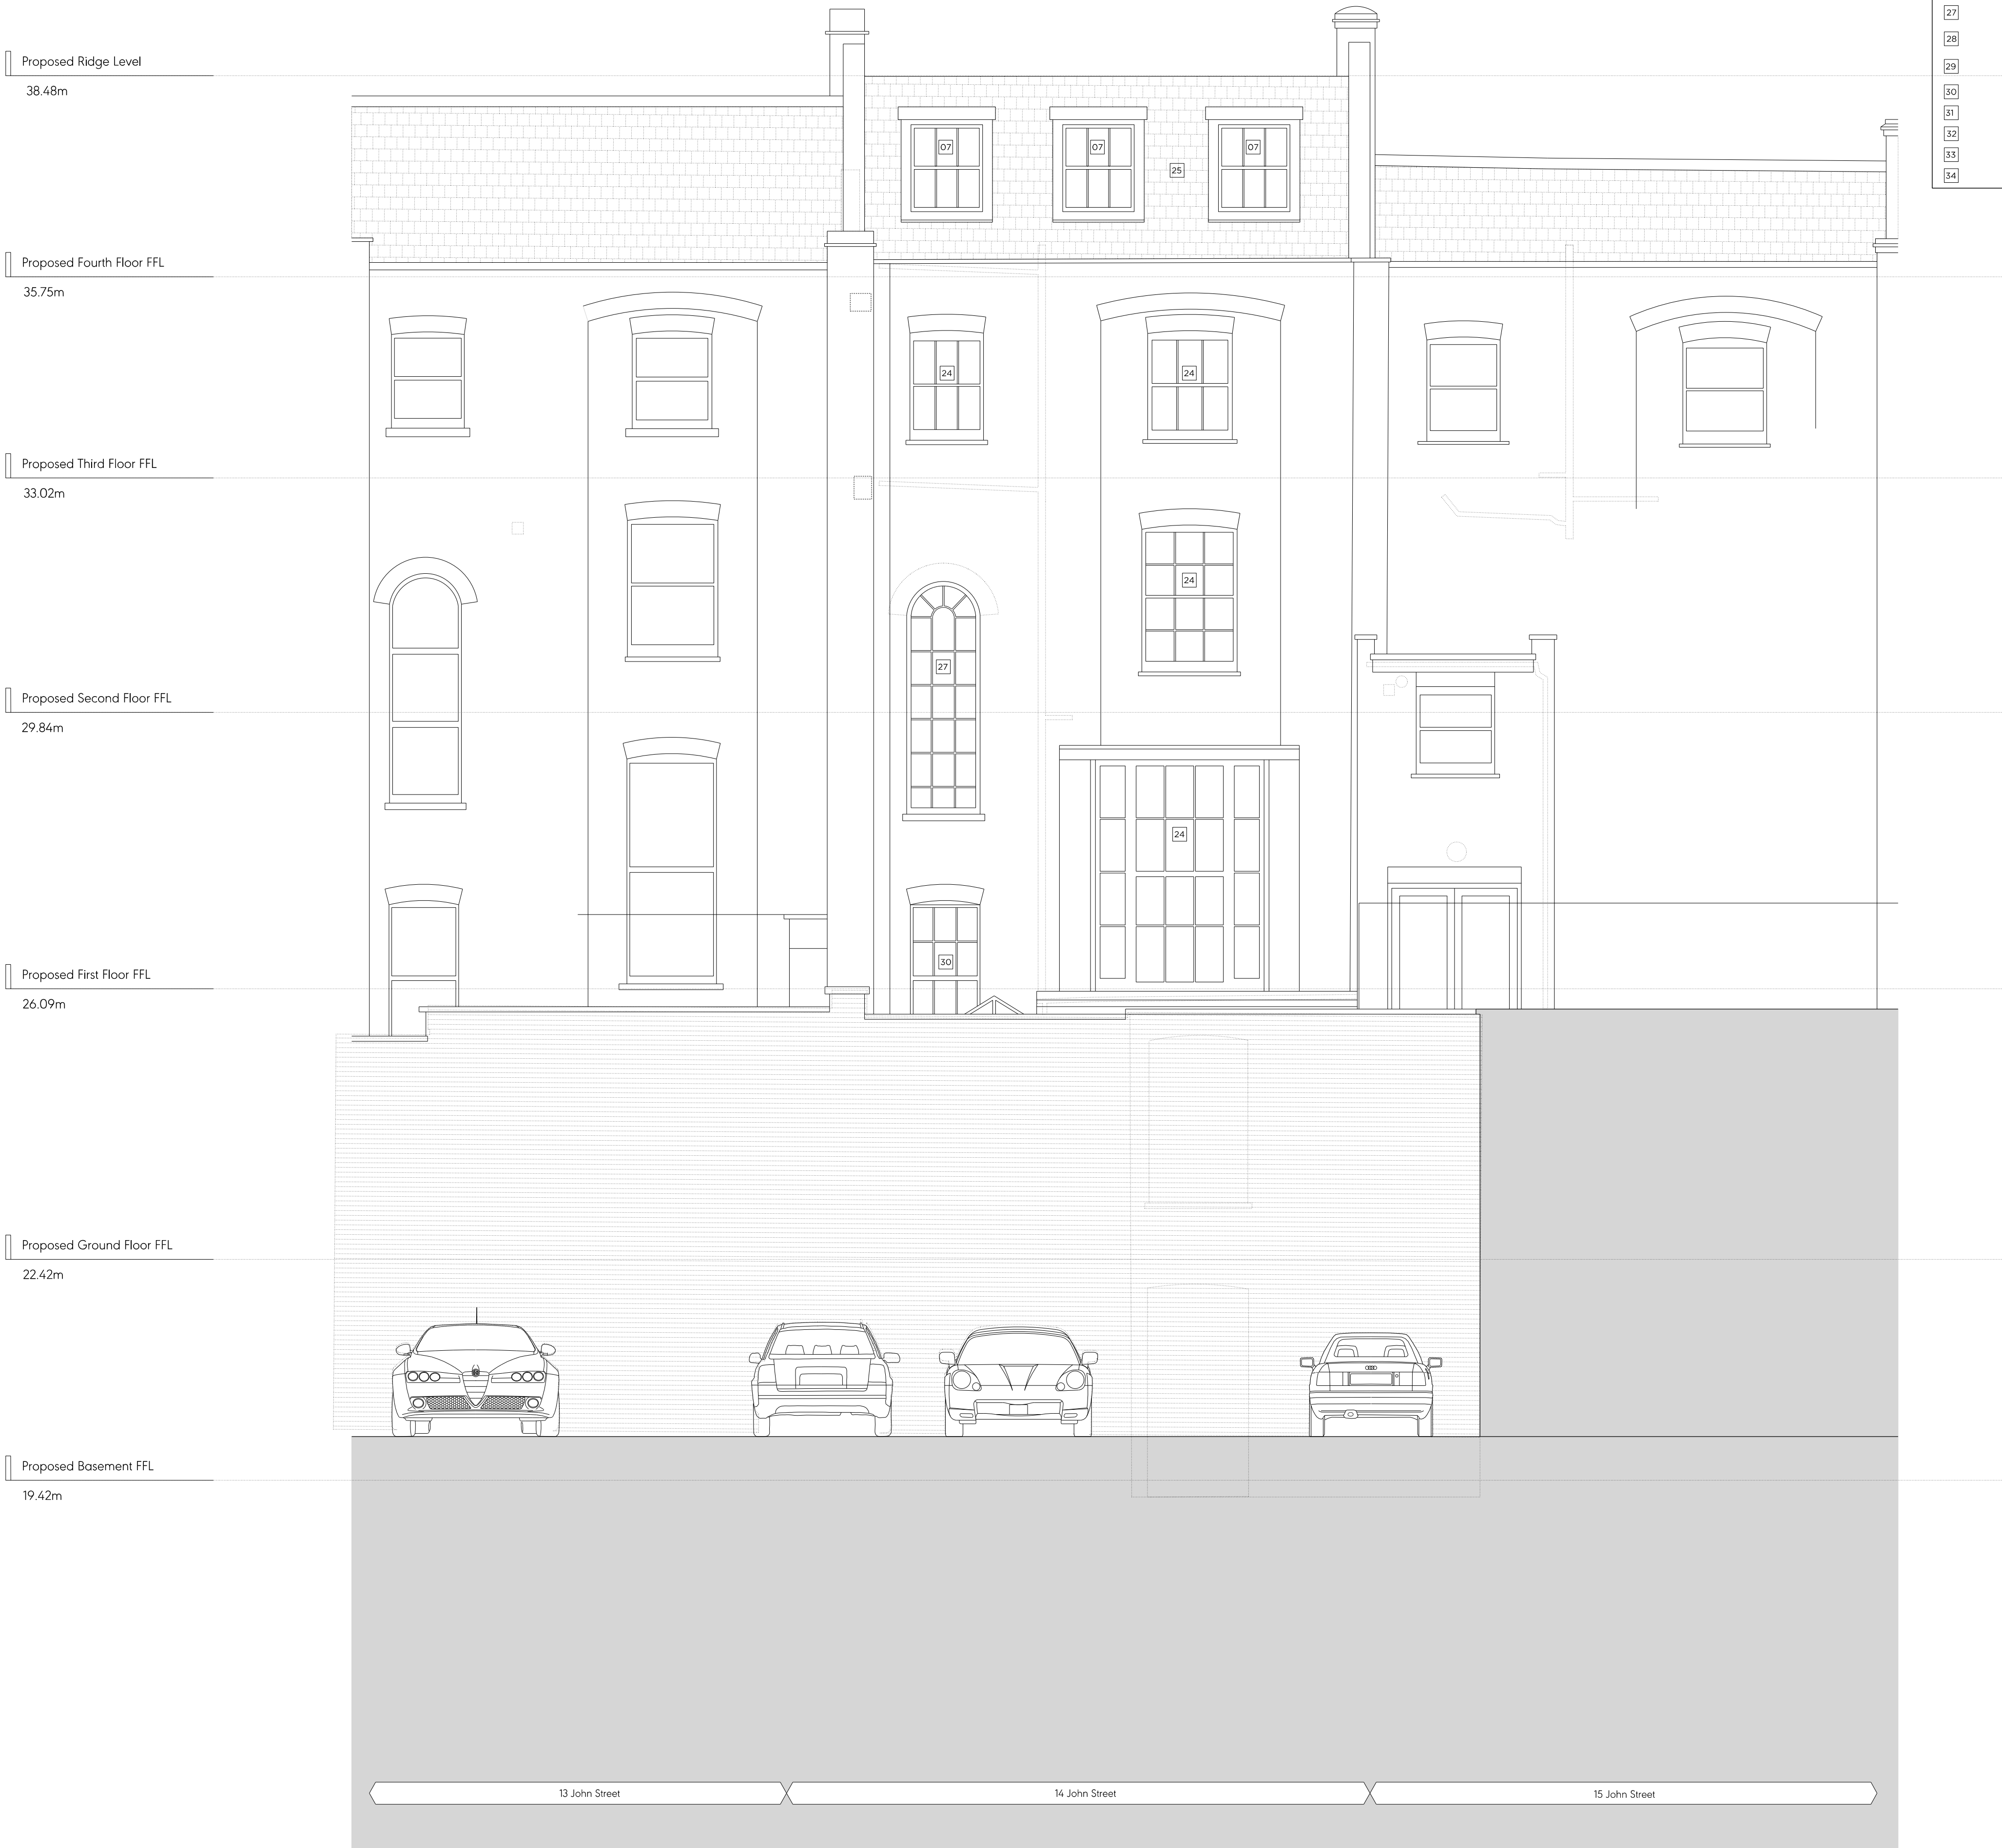 27
28
29
30
31
32
33
34
Proposed Ridge Level
38.48m
07
07
07
25
Proposed Fourth Floor FFL
35.75m
24
24
Proposed Third Floor FFL
33.02m
24
27
Proposed Second Floor FFL
29.84m
24
30
Proposed First Floor FFL
26.09m
Proposed Ground Floor FFL
22.42m
Proposed Basement FFL
19.42m
13 John Street
14 John Street
15 John Street